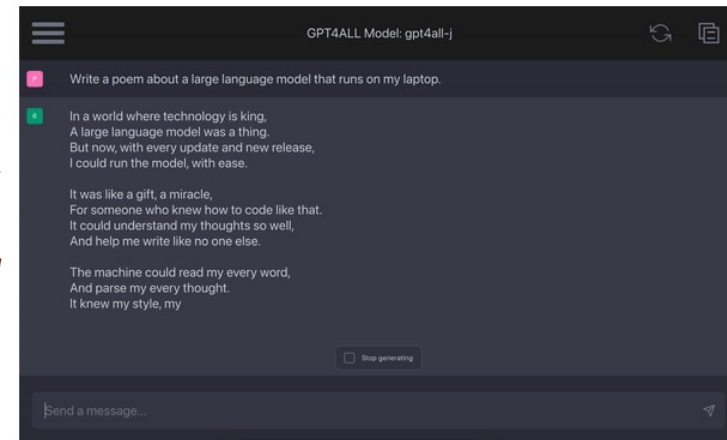 GPT4ALL Model: gpt4all-j
Write a poem about a large language model that runs on my laptop.
In a world where technology is king,
A large language model was a thing.
But now, with every update and new release,
I could run the model, with ease.
It was like a gift, a miracle,
For someone who knew how to code like that.
It could understand my thoughts so well,
And help me write like no one else.
The machine could read my every word,
And parse my every thought.
It knew my style, my
Stop generating
Send a message...